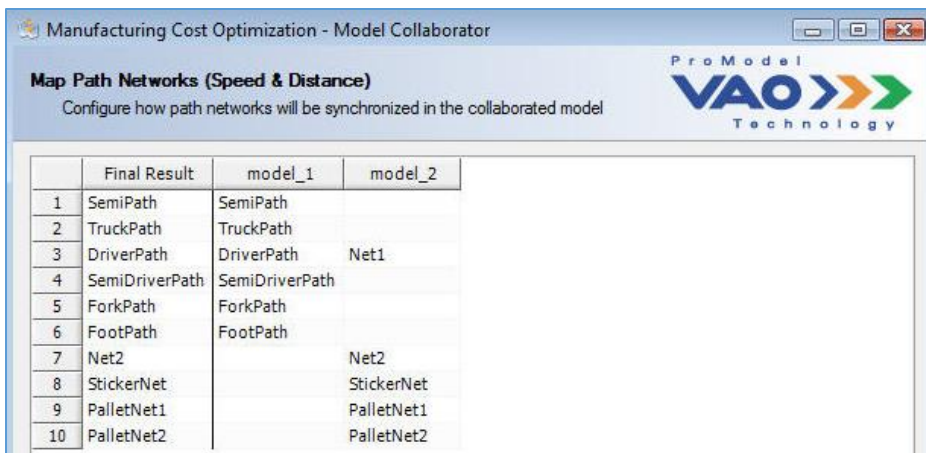 Manufacturing Cost Optimization - Model Collaborator
Map Path Networks (Speed & Distance)
Configure how path networks will be synchronized in the collaborated model
ProModel
VAO
Technology
Final Result model_1 model_2
1 SemiPath SemiPath
2 TruckPath TruckPath
3 DriverPath DriverPath Net1
4 SemiDriverPath SemiDriverPath
5 ForkPath ForkPath
6 FootPath FootPath
7 Net2 Net2
8 StickerNet StickerNet
9 PalletNet1 PalletNet1
10 PalletNet2 PalletNet2